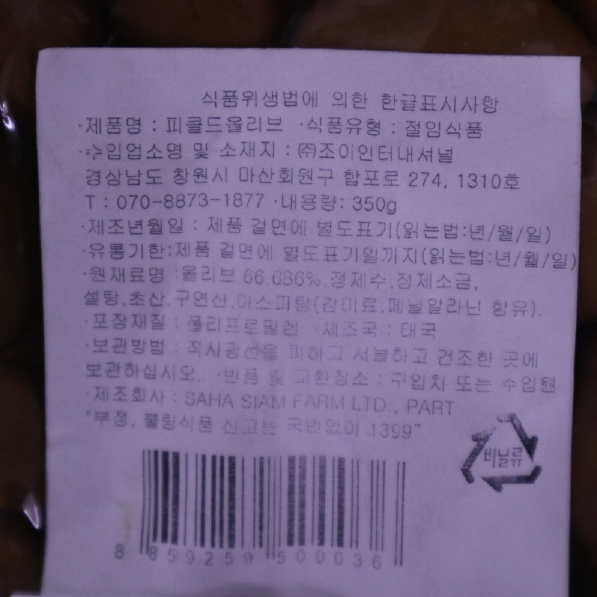 식품위생법에 의한 한글표시사항
·제품명 : 피클드올리브 ·식품유형 : 절임식품
·수입업소명 및 소재지 : ㈜조이인터내셔널
경상남도 창원시 마산회원구 합포로 274, 1310호
T : 070-8873-1877 ·내용량: 350g
·제조년월일 : 제품 겉면에 별도표기(읽는법:년/월/일)
·유통기한:제품 겉면에 별도표기일까지(읽는법:년/월/일)
·원재료명 :올리브 66.686%,정제수,정제소금,
설탕,초산,구연산,아스파탐(감미료,페닐알라닌 함유).
·포장재질 : 폴리프로필렌 ·제조국 : 태국
·보관방법 : 직사광선을 피하고 서늘하고 건조한 곳에
보관하십시오. ·반품 및 교환장소 : 구입처 또는 수입원
·제조회사 : SAHA SIAM FARM LTD., PART
"부정, 불량식품 신고는 국번없이 1399"
비닐류
8 859259 500036